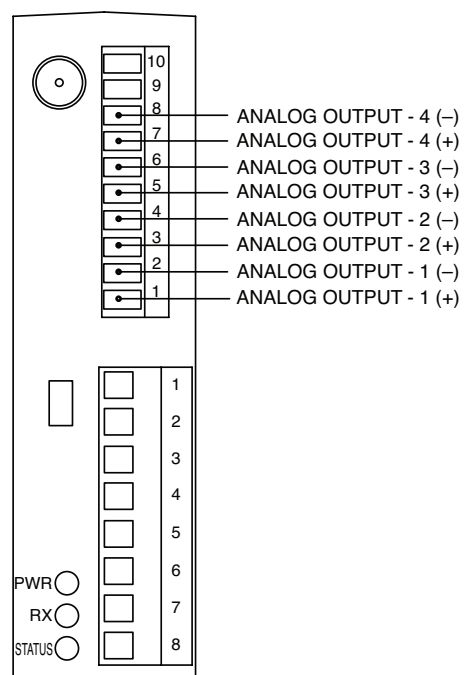 10
9
8 ANALOG OUTPUT - 4 (–)
7 ANALOG OUTPUT - 4 (+)
6 ANALOG OUTPUT - 3 (–)
5 ANALOG OUTPUT - 3 (+)
4 ANALOG OUTPUT - 2 (–)
3 ANALOG OUTPUT - 2 (+)
2 ANALOG OUTPUT - 1 (–)
1 ANALOG OUTPUT - 1 (+)
1
2
3
4
5
6
PWR
7
RX
8
STATUS